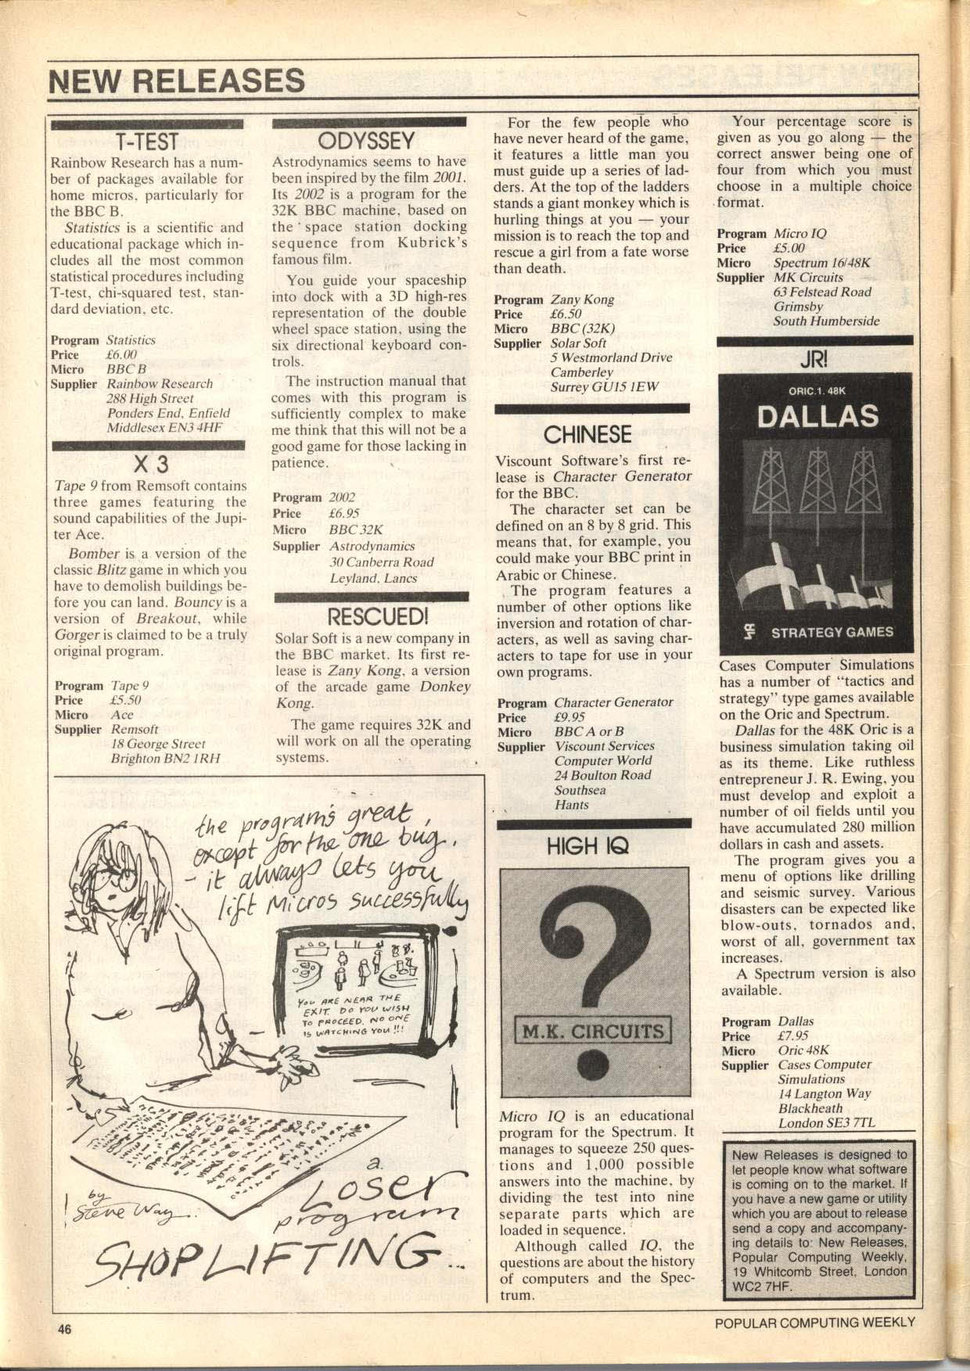 NEW RELEASES
T-TEST
Rainbow Research has a num-
ber of packages available for
home micros, particularly for
the BBC B.
Statistics is a scientific and
educational package which in-
cludes all the most common
statistical procedures including
T-test, chi-squared test, stan-
dard deviation, etc.
Program Statistics
Price £6.00
Micro BBC B
Supplier Rainbow Research
288 High Street
Ponders End, Enfield
Middlesex EN3 4HF
X 3
Tape 9 from Remsoft contains
three games featuring the
sound capabilities of the Jupi-
ter Ace.
Bomber is a version of the
classic Blitz game in which you
have to demolish buildings be-
fore you can land. Bouncy is a
version of Breakout, while
Gorger is claimed to be a truly
original program.
Program Tape 9
Price £5.50
Micro Ace
Supplier Remsoft
18 George Street
Brighton BN2 1RH
ODYSSEY
Astrodynamics seems to have
been inspired by the film 2001.
Its 2002 is a program for the
32K BBC machine, based on
the space station docking
sequence from Kubrick's
famous film.
You guide your spaceship
into dock with a 3D high-res
representation of the double
wheel space station, using the
six directional keyboard con-
trols.
The instruction manual that
comes with this program is
sufficiently complex to make
me think that this will not be a
good game for those lacking in
patience.
Program 2002
Price £6.95
Micro BBC 32K
Supplier Astrodynamics
30 Canberra Road
Leyland, Lancs
RESCUED!
Solar Soft is a new company in
the BBC market. Its first re-
lease is Zany Kong, a version
of the arcade game Donkey
Kong.
The game requires 32K and
will work on all the operating
systems.
For the few people who
have never heard of the game,
it features a little man you
must guide up a series of lad-
ders. At the top of the ladders
stands a giant monkey which is
hurling things at you — your
mission is to reach the top and
rescue a girl from a fate worse
than death.
Program Zany Kong
Price £6.50
Micro BBC (32K)
Supplier Solar Soft
5 Westmorland Drive
Camberley
Surrey GU15 1EW
CHINESE
Viscount Software's first re-
lease is Character Generator
for the BBC.
The character set can be
defined on an 8 by 8 grid. This
means that, for example, you
could make your BBC print in
Arabic or Chinese.
The program features a
number of other options like
inversion and rotation of char-
acters, as well as saving char-
acters to tape for use in your
own programs.
Program Character Generator
Price £9.95
Micro BBC A or B
Supplier Viscount Services
Computer World
24 Boulton Road
Southsea
Hants
HIGH IQ
M.K. CIRCUITS
Micro IQ is an educational
program for the Spectrum. It
manages to squeeze 250 ques-
tions and 1,000 possible
answers into the machine, by
dividing the test into nine
separate parts which are
loaded in sequence.
Although called IQ, the
questions are about the history
of computers and the Spec-
trum.
Your percentage score is
given as you go along — the
correct answer being one of
four from which you must
choose in a multiple choice
format.
Program Micro IQ
Price £5.00
Micro Spectrum 16/48K
Supplier MK Circuits
63 Felstead Road
Grimsby
South Humberside
JR!
ORIC.1. 48K
DALLAS
STRATEGY GAMES
Cases Computer Simulations
has a number of "tactics and
strategy" type games available
on the Oric and Spectrum.
Dallas for the 48K Oric is a
business simulation taking oil
as its theme. Like ruthless
entrepreneur J. R. Ewing, you
must develop and exploit a
number of oil fields until you
have accumulated 280 million
dollars in cash and assets.
The program gives you a
menu of options like drilling
and seismic survey. Various
disasters can be expected like
blow-outs, tornados and,
worst of all, government tax
increases.
A Spectrum version is also
available.
Program Dallas
Price £7.95
Micro Oric 48K
Supplier Cases Computer
Simulations
14 Langton Way
Blackheath
London SE3 7TL
New Releases is designed to
let people know what software
is coming on to the market. If
you have a new game or utility
which you are about to release
send a copy and accompany-
ing details to: New Releases,
Popular Computing Weekly,
19 Whitcomb Street, London
WC2 7HF.
the program's great,
except for the one bug.
- it always lets you
lift Micros successfully
YOU ARE NEAR THE
EXIT. DO YOU WISH
TO PROCEED, NO ONE
IS WATCHING YOU!!!
by
Steve Way.
a.
LOSER
program
SHOPLIFTING...
46
POPULAR COMPUTING WEEKLY